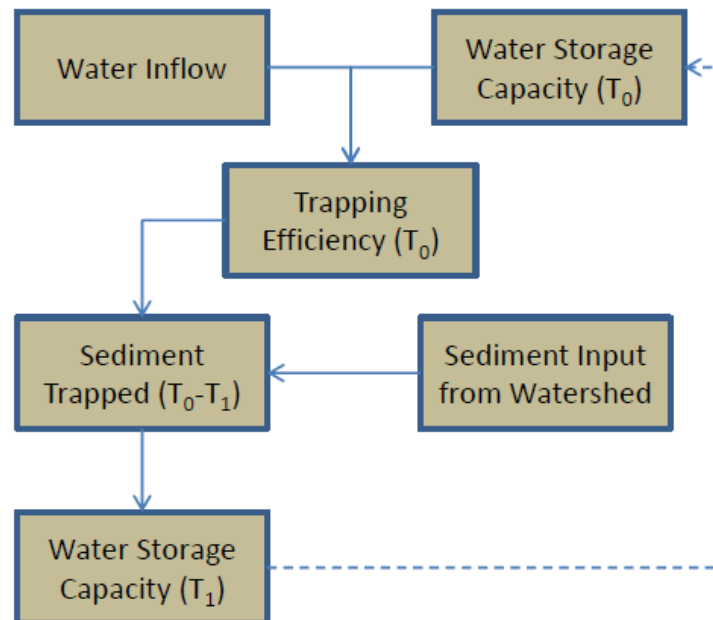 Water Inflow
Water Storage
Capacity (T₀)
Trapping
Efficiency (T₀)
Sediment
Trapped (T₀-T₁)
Sediment Input
from Watershed
Water Storage
Capacity (T₁)